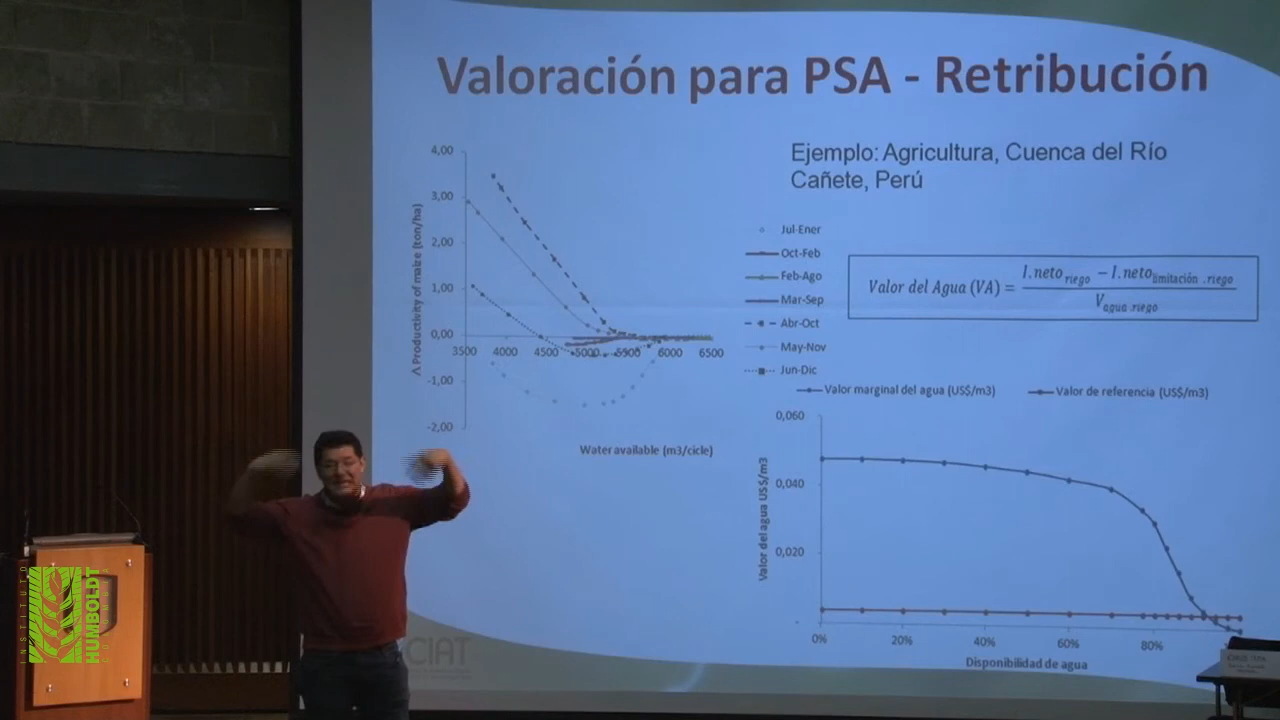 Valoración para PSA - Retribución
Ejemplo: Agricultura, Cuenca del Río
Cañete, Perú
4,00
3,00
2,00
1,00
0,00
-1,00
-2,00
3500 4000 4500 5000 5500 6000 6500
Δ Productivity of maize (ton/ha)
Water available (m3/cicle)
Jul-Ener
Oct-Feb
Feb-Ago
Mar-Sep
Abr-Oct
May-Nov
Jun-Dic
Valor del Agua (VA) = (I.neto riego − I.neto limitación .riego) / V agua .riego
Valor marginal del agua (US$/m3) Valor de referencia (US$/m3)
0,060
0,040
0,020
-
Valor del agua US$/m3
0% 20% 40% 60% 80%
Disponibilidad de agua
CIAT
INSTITUTO
HUMBOLDT
COLOMBIA